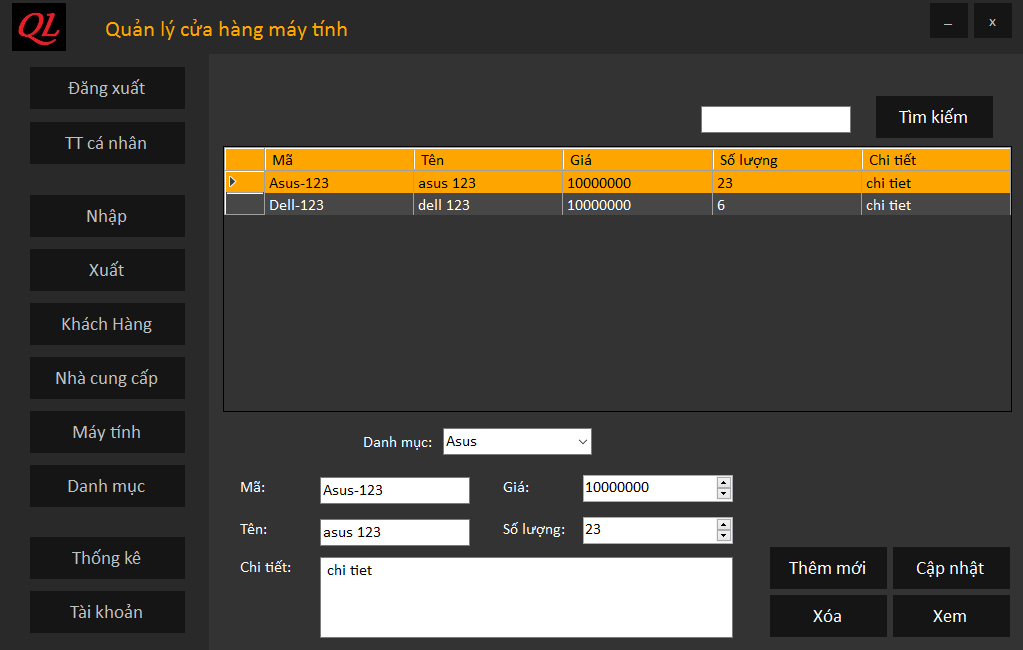 QL
Quản lý cửa hàng máy tính
_ x
Đăng xuất
TT cá nhân
Nhập
Xuất
Khách Hàng
Nhà cung cấp
Máy tính
Danh mục
Thống kê
Tài khoản
Tìm kiếm
Mã Tên Giá Số lượng Chi tiết
Asus-123 asus 123 10000000 23 chi tiet
Dell-123 dell 123 10000000 6 chi tiet
Danh mục: Asus
Mã: Asus-123 Giá: 10000000
Tên: asus 123 Số lượng: 23
Chi tiết: chi tiet
Thêm mới Cập nhật
Xóa Xem